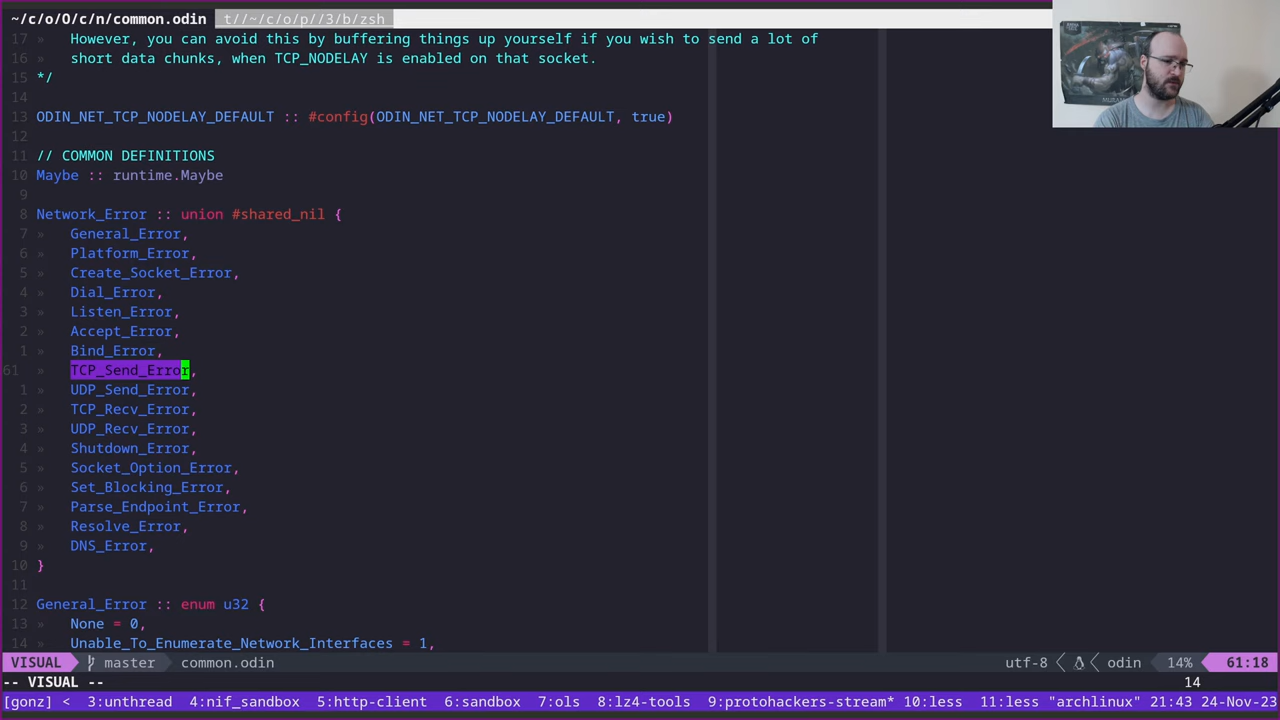 ~/c/o/O/c/n/common.odin t//~/c/o/p//3/b/zsh
17 » However, you can avoid this by buffering things up yourself if you wish to send a lot of
16 » short data chunks, when TCP_NODELAY is enabled on that socket.
15 */
14
13 ODIN_NET_TCP_NODELAY_DEFAULT :: #config(ODIN_NET_TCP_NODELAY_DEFAULT, true)
12
11 // COMMON DEFINITIONS
10 Maybe :: runtime.Maybe
9
8 Network_Error :: union #shared_nil {
7 » General_Error,
6 » Platform_Error,
5 » Create_Socket_Error,
4 » Dial_Error,
3 » Listen_Error,
2 » Accept_Error,
1 » Bind_Error,
61 » TCP_Send_Error,
1 » UDP_Send_Error,
2 » TCP_Recv_Error,
3 » UDP_Recv_Error,
4 » Shutdown_Error,
5 » Socket_Option_Error,
6 » Set_Blocking_Error,
7 » Parse_Endpoint_Error,
8 » Resolve_Error,
9 » DNS_Error,
10 }
11
12 General_Error :: enum u32 {
13 » None = 0,
14 » Unable_To_Enumerate_Network_Interfaces = 1,
VISUAL master common.odin utf-8 odin 14% 61:18
-- VISUAL -- 14
[gonz] < 3:unthread 4:nif_sandbox 5:http-client 6:sandbox 7:ols 8:lz4-tools 9:protohackers-stream* 10:less 11:less "archlinux" 21:43 24-Nov-23